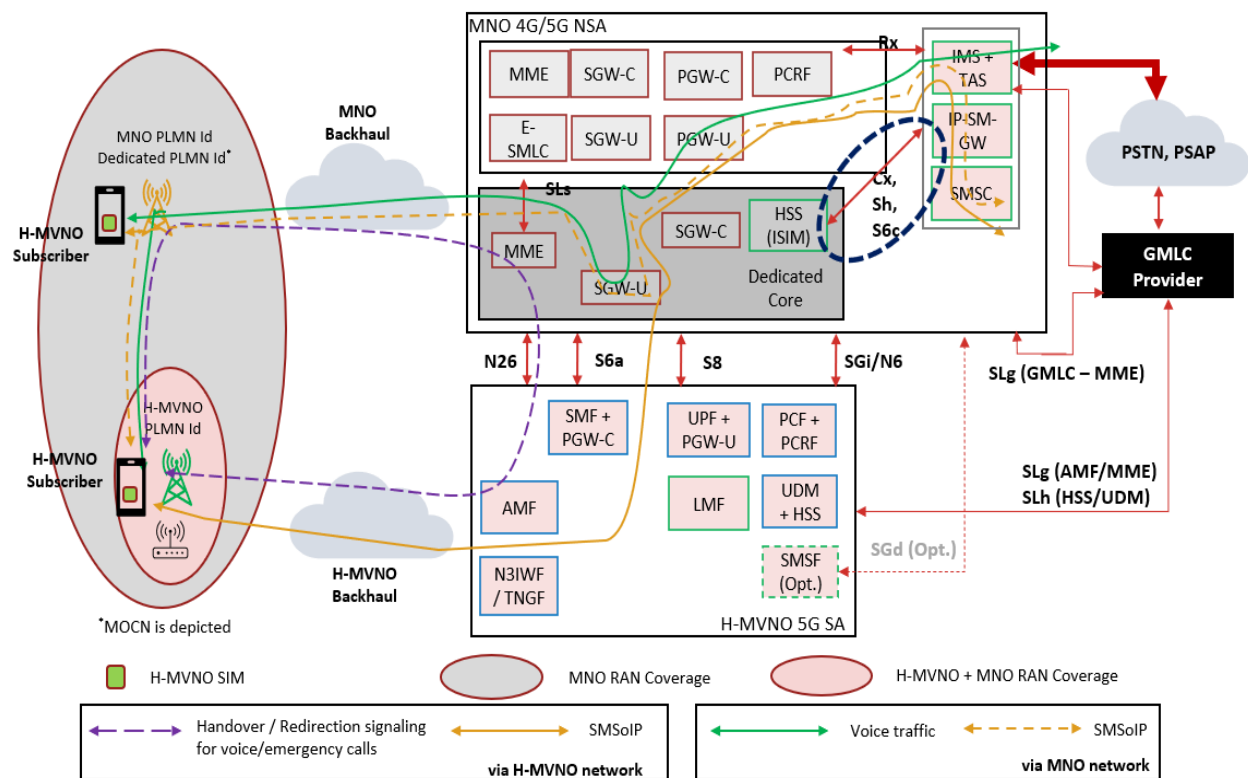 MNO 4G/5G NSA
MME
SGW-C
PGW-C
PCRF
E-
SMLC
SGW-U
PGW-U
Rx
IMS +
TAS
IP-SM-
GW
SMSC
PSTN, PSAP
GMLC
Provider
MNO
Backhaul
MNO PLMN Id
Dedicated PLMN Id*
H-MVNO
Subscriber
SLs
MME
SGW-C
HSS
(ISIM)
SGW-U
Dedicated
Core
Cx,
Sh,
S6c
N26
S6a
S8
SGi/N6
SLg (GMLC – MME)
H-MVNO
PLMN Id
H-MVNO
Subscriber
SMF +
PGW-C
UPF +
PGW-U
PCF +
PCRF
AMF
LMF
UDM
+ HSS
SLg (AMF/MME)
SLh (HSS/UDM)
N3IWF
/ TNGF
SMSF
(Opt.)
SGd (Opt.)
H-MVNO
Backhaul
H-MVNO 5G SA
*MOCN is depicted
H-MVNO SIM
MNO RAN Coverage
H-MVNO + MNO RAN Coverage
Handover / Redirection signaling
for voice/emergency calls
SMSoIP
via H-MVNO network
Voice traffic
SMSoIP
via MNO network